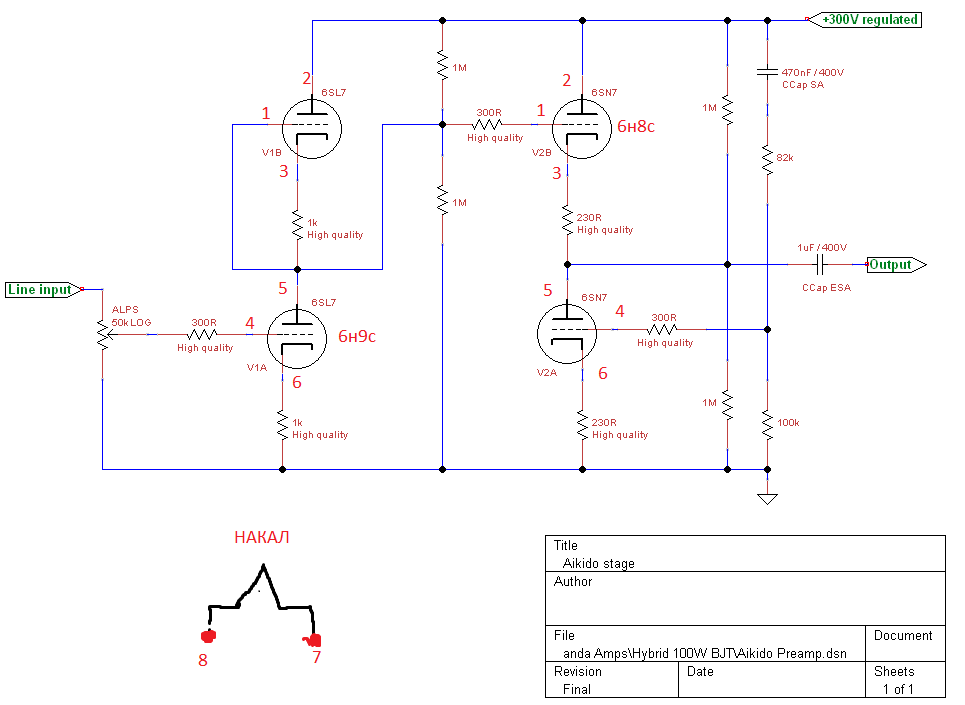 +300V regulated
2
6SL7
1M
2
6SN7
470nF / 400V
CCap SA
1
300R
1
6н8с
1M
High quality
V1B
V2B
82k
3
3
1k
High quality
1M
230R
High quality
1uF / 400V
Output
CCap ESA
5
6SL7
5
6SN7
Line input
ALPS
50k LOG
300R
4
6н9с
4
300R
High quality
High quality
V1A
V2A
6
6
1k
High quality
230R
High quality
1M
100k
НАКАЛ
8
7
Title
Aikido stage
Author
File
anda Amps\Hybrid 100W BJT\Aikido Preamp.dsn
Document
Revision
Final
Date
Sheets
1 of 1